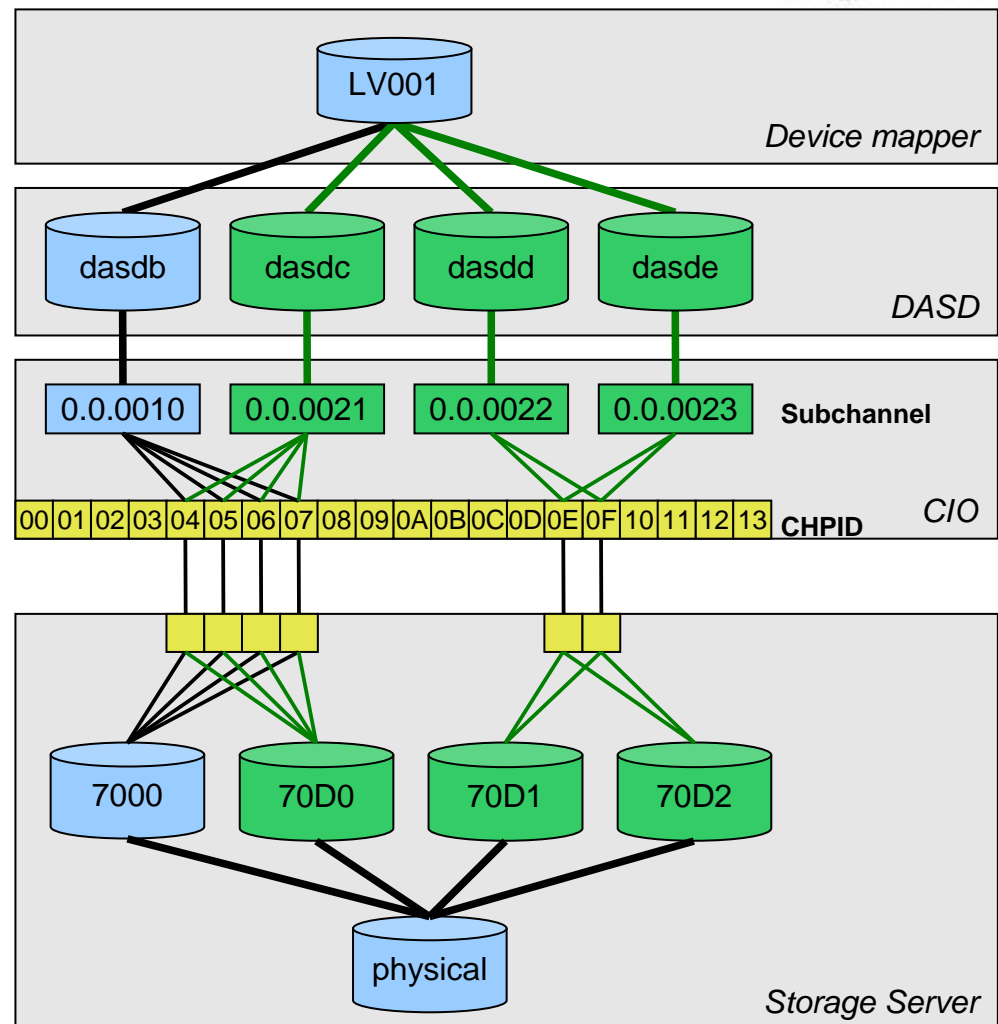 LV001
Device mapper
dasdb dasdc dasdd dasde
DASD
0.0.0010 0.0.0021 0.0.0022 0.0.0023 Subchannel
00 01 02 03 04 05 06 07 08 09 0A 0B 0C 0D 0E 0F 10 11 12 13 CIO
CHPID
7000 70D0 70D1 70D2
physical
Storage Server